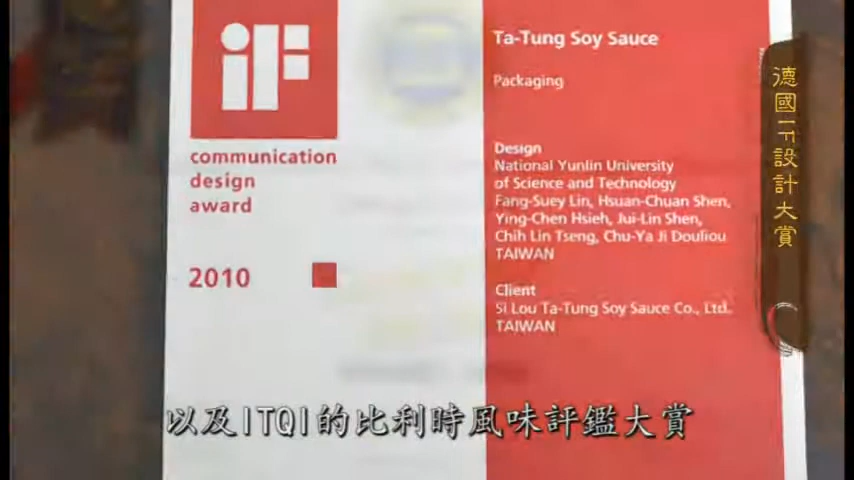 iF
communication
design
award
2010
Ta-Tung Soy Sauce
Packaging
Design
National Yunlin University
of Science and Technology
Fang-Suey Lin, Hsuan-Chuan Shen,
Ying-Chen Hsieh, Jui-Lin Shen,
Chih Lin Tseng, Chu-Ya Ji Douliou
TAIWAN
Client
Si Lou Ta-Tung Soy Sauce Co., Ltd.
TAIWAN
德國IF設計大賞
以及ITQI的比利時風味評鑑大賞